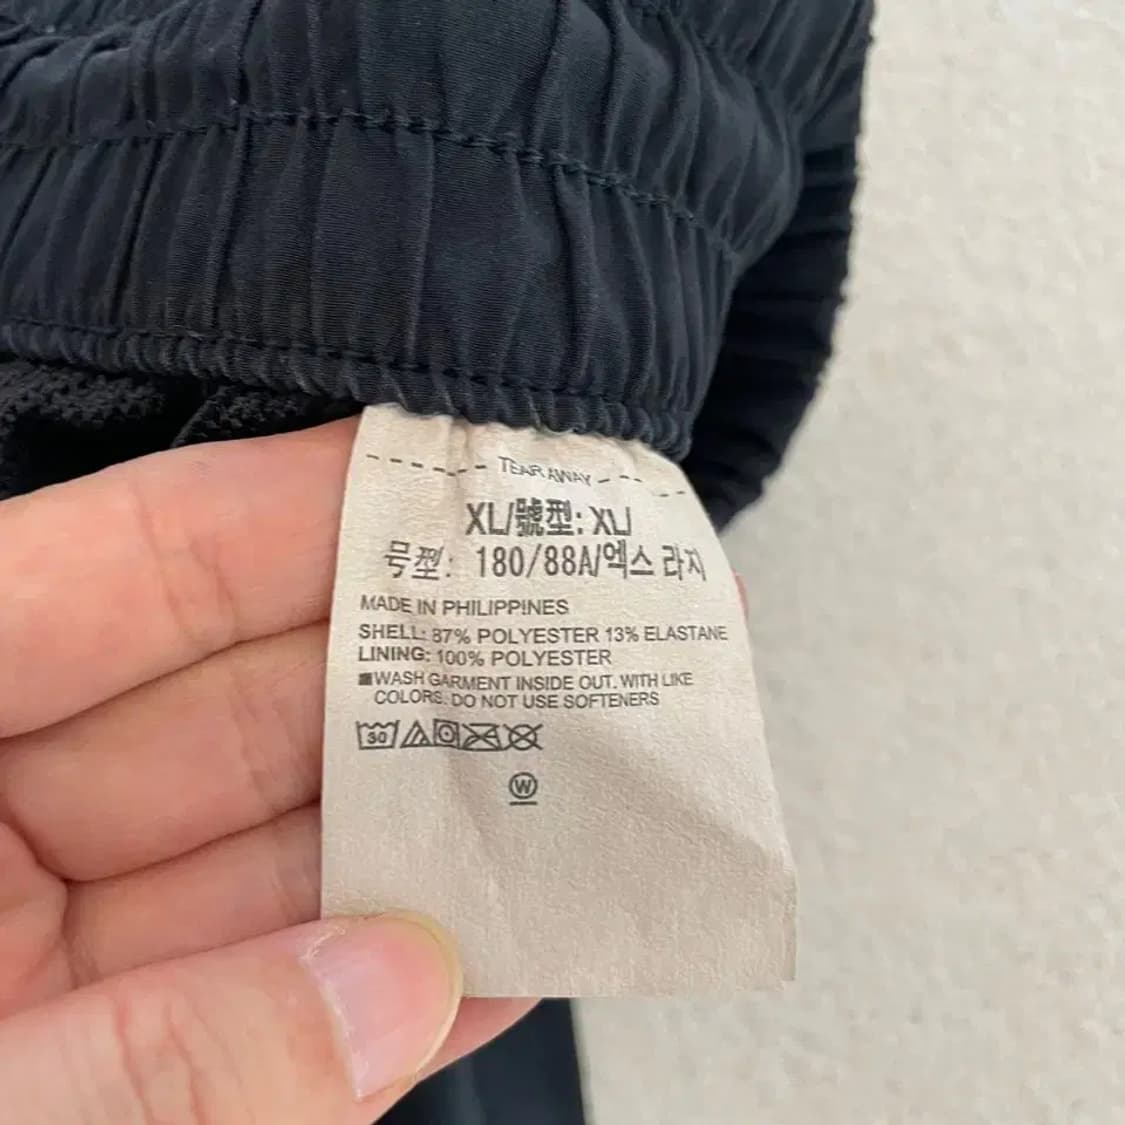 TEAR AWAY
XL/號型: XL/
号型: 180/88A/엑스 라지
MADE IN PHILIPPINES
SHELL: 87% POLYESTER 13% ELASTANE
LINING: 100% POLYESTER
■WASH GARMENT INSIDE OUT. WITH LIKE
COLORS. DO NOT USE SOFTENERS
30
W